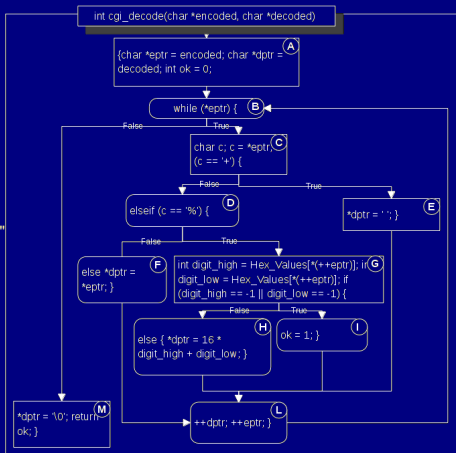 int cgi_decode(char *encoded, char *decoded)
A
{char *eptr = encoded; char *dptr =
decoded; int ok = 0;
while (*eptr) {
B
False
True
C
char c; c = *eptr;
(c == '+') {
False
True
D
elseif (c == '%') {
E
*dptr = ' '; }
False
True
F
else *dptr =
*eptr; }
G
int digit_high = Hex_Values[*(++eptr)];
digit_low = Hex_Values[*(++eptr)]; if
(digit_high == -1 || digit_low == -1) {
False
True
H
else { *dptr = 16 *
digit_high + digit_low; }
I
ok = 1; }
M
*dptr = '\0'; return
ok; }
L
++dptr; ++eptr; }